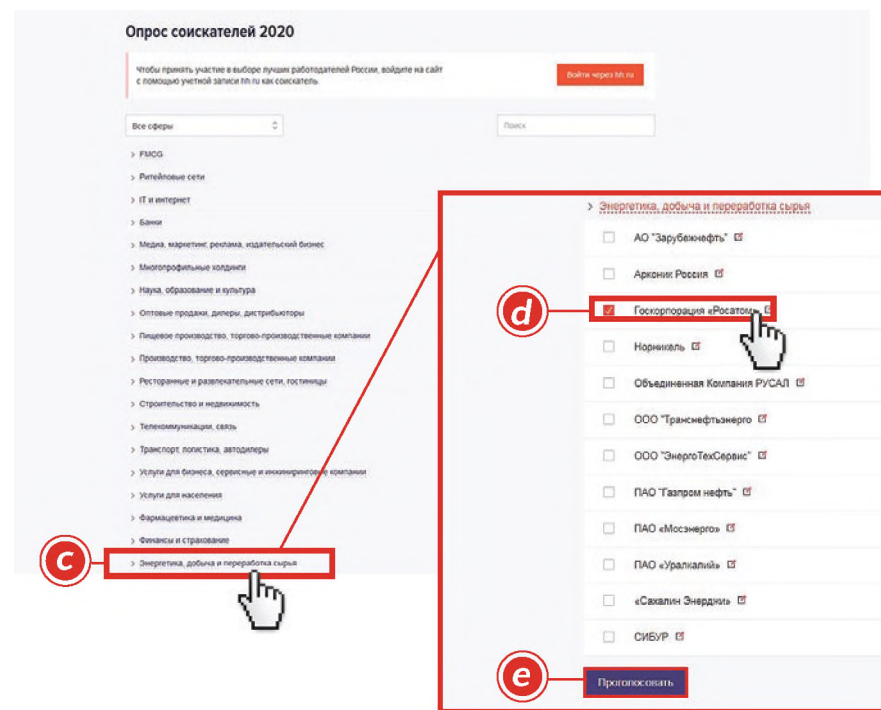 Опрос соискателей 2020
Чтобы принять участие в выборе лучших работодателей России, войдите на сайт
с помощью учетной записи hh.ru как соискатель.
Войти через hh.ru
Все сферы
Поиск
> FMCG
> Ритейловые сети
> IT и интернет
> Банки
> Медиа, маркетинг, реклама, издательский бизнес
> Многопрофильные холдинги
> Наука, образование и культура
> Оптовые продажи, дилеры, дистрибьюторы
> Пищевое производство, торгово-производственные компании
> Производство, торгово-производственные компании
> Ресторанные и развлекательные сети, гостиницы
> Строительство и недвижимость
> Телекоммуникации, связь
> Транспорт, логистика, автодилеры
> Услуги для бизнеса, сервисные и инжиниринговые компании
> Услуги для населения
> Фармацевтика и медицина
> Финансы и страхование
c
> Энергетика, добыча и переработка сырья
> Энергетика, добыча и переработка сырья
АО "Зарубежнефть"
Арконик Россия
d
Госкорпорация «Росатом»
Норникель
Объединенная Компания РУСАЛ
ООО "Транснефтьэнерго
ООО "ЭнергоТехСервис"
ПАО "Газпром нефть"
ПАО «Мосэнерго»
ПАО «Уралкалий»
«Сахалин Энерджи»
СИБУР
e
Проголосовать